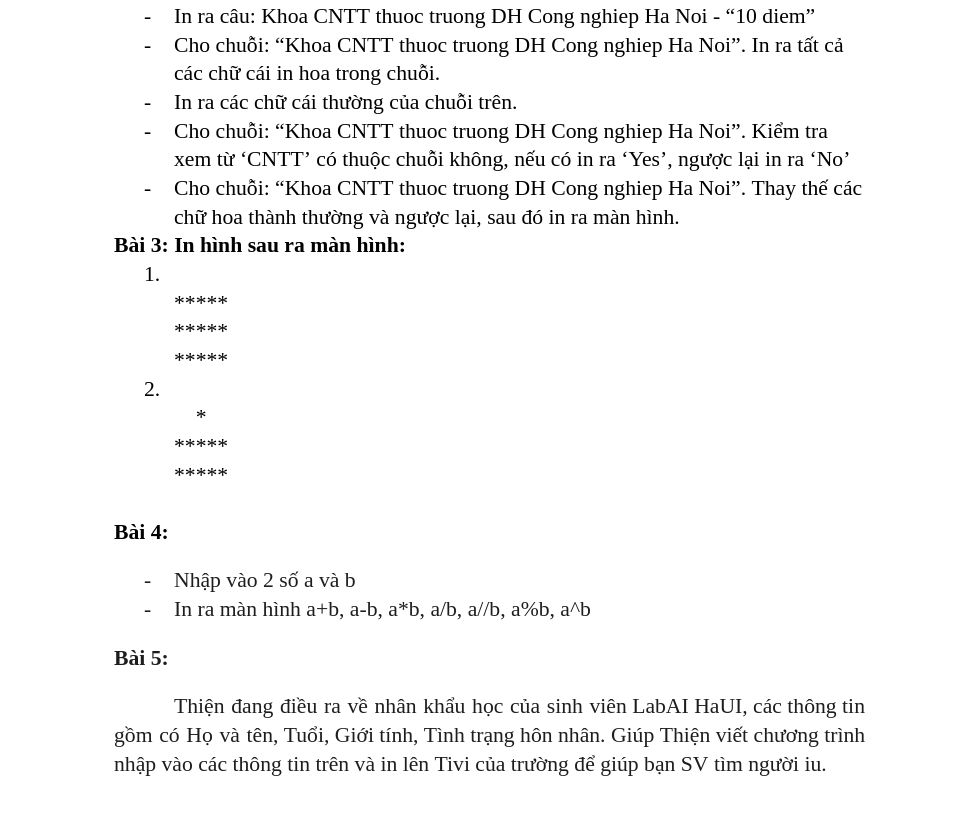 - In ra câu: Khoa CNTT thuoc truong DH Cong nghiep Ha Noi - “10 diem”
- Cho chuỗi: “Khoa CNTT thuoc truong DH Cong nghiep Ha Noi”. In ra tất cả
các chữ cái in hoa trong chuỗi.
- In ra các chữ cái thường của chuỗi trên.
- Cho chuỗi: “Khoa CNTT thuoc truong DH Cong nghiep Ha Noi”. Kiểm tra
xem từ ‘CNTT’ có thuộc chuỗi không, nếu có in ra ‘Yes’, ngược lại in ra ‘No’
- Cho chuỗi: “Khoa CNTT thuoc truong DH Cong nghiep Ha Noi”. Thay thế các
chữ hoa thành thường và ngược lại, sau đó in ra màn hình.
Bài 3: In hình sau ra màn hình:
1.
*****
*****
*****
2.
*
*****
*****
Bài 4:
- Nhập vào 2 số a và b
- In ra màn hình a+b, a-b, a*b, a/b, a//b, a%b, a^b
Bài 5:
Thiện đang điều ra về nhân khẩu học của sinh viên LabAI HaUI, các thông tin
gồm có Họ và tên, Tuổi, Giới tính, Tình trạng hôn nhân. Giúp Thiện viết chương trình
nhập vào các thông tin trên và in lên Tivi của trường để giúp bạn SV tìm người iu.